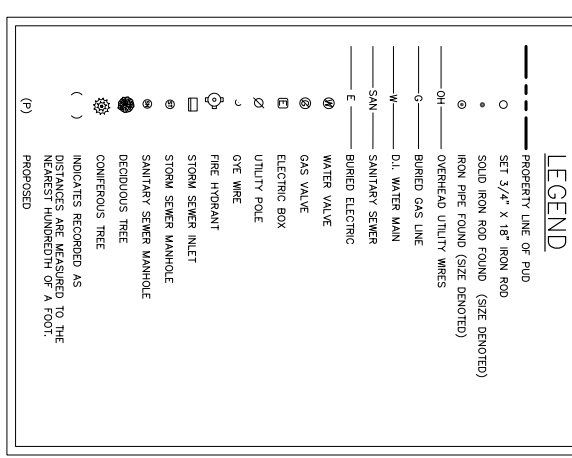 LEGEND
PROPERTY LINE OF PUD
SET 3/4" X 18" IRON ROD
SOLID IRON ROD FOUND (SIZE DENOTED)
IRON PIPE FOUND (SIZE DENOTED)
OH OVERHEAD UTILITY WIRES
G BURIED GAS LINE
W D.I. WATER MAIN
SAN SANITARY SEWER
E BURIED ELECTRIC
W WATER VALVE
G GAS VALVE
E ELECTRIC BOX
UTILITY POLE
GYE WIRE
FIRE HYDRANT
STORM SEWER INLET
ST STORM SEWER MANHOLE
SA SANITARY SEWER MANHOLE
DECIDUOUS TREE
CONIFEROUS TREE
( ) INDICATES RECORDED AS
DISTANCES ARE MEASURED TO THE
NEAREST HUNDREDTH OF A FOOT.
(P) PROPOSED